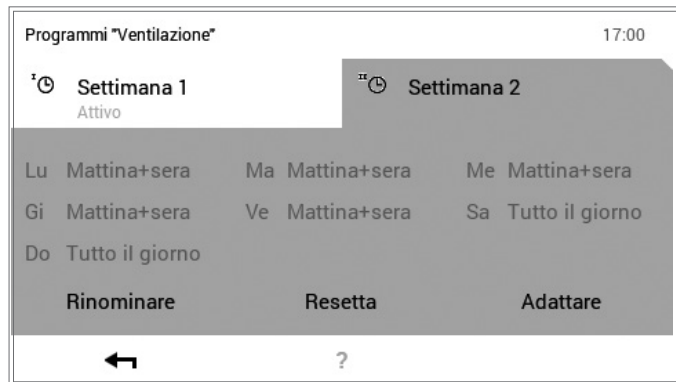 Programmi "Ventilazione" 17:00
I Settimana 1 II Settimana 2
Attivo
Lu Mattina+sera Ma Mattina+sera Me Mattina+sera
Gi Mattina+sera Ve Mattina+sera Sa Tutto il giorno
Do Tutto il giorno
Rinominare Resetta Adattare
?